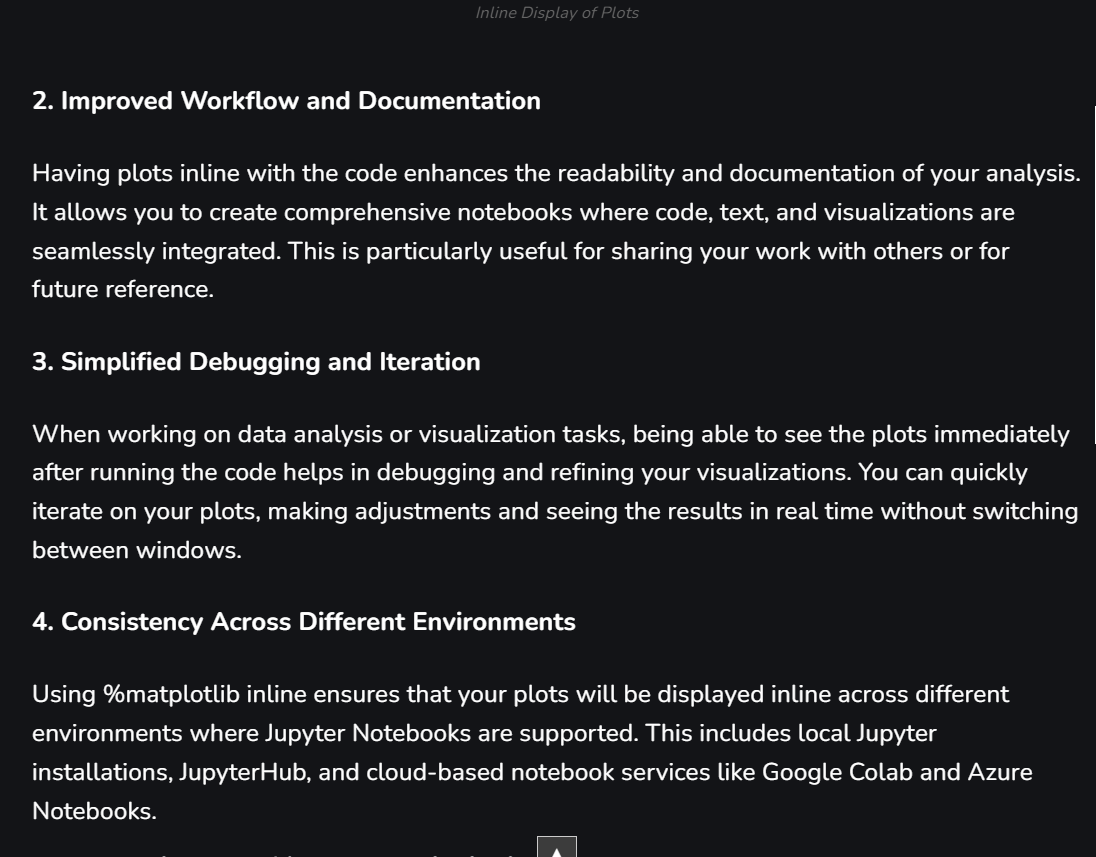 Inline Display of Plots
2. Improved Workflow and Documentation
Having plots inline with the code enhances the readability and documentation of your analysis.
It allows you to create comprehensive notebooks where code, text, and visualizations are
seamlessly integrated. This is particularly useful for sharing your work with others or for
future reference.
3. Simplified Debugging and Iteration
When working on data analysis or visualization tasks, being able to see the plots immediately
after running the code helps in debugging and refining your visualizations. You can quickly
iterate on your plots, making adjustments and seeing the results in real time without switching
between windows.
4. Consistency Across Different Environments
Using %matplotlib inline ensures that your plots will be displayed inline across different
environments where Jupyter Notebooks are supported. This includes local Jupyter
installations, JupyterHub, and cloud-based notebook services like Google Colab and Azure
Notebooks.